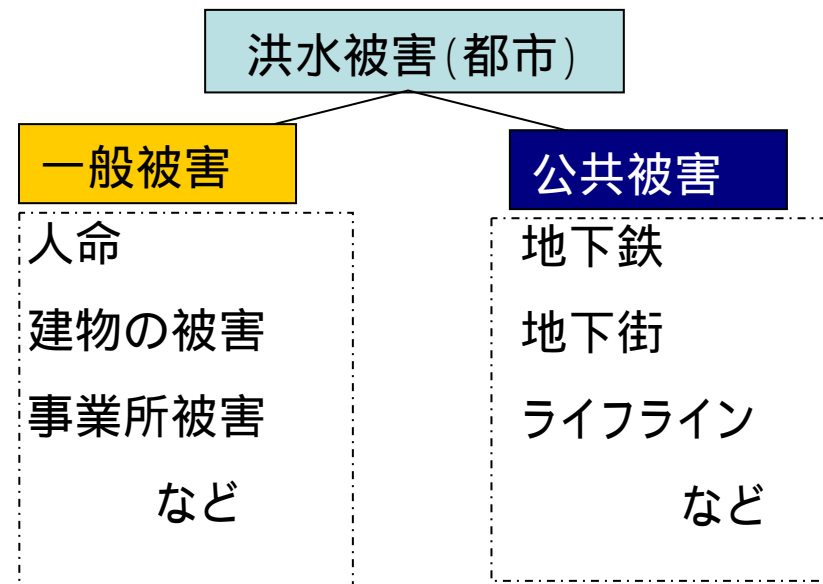 洪水被害(都市)
一般被害
人命
建物の被害
事業所被害
など
公共被害
地下鉄
地下街
ライフライン
など